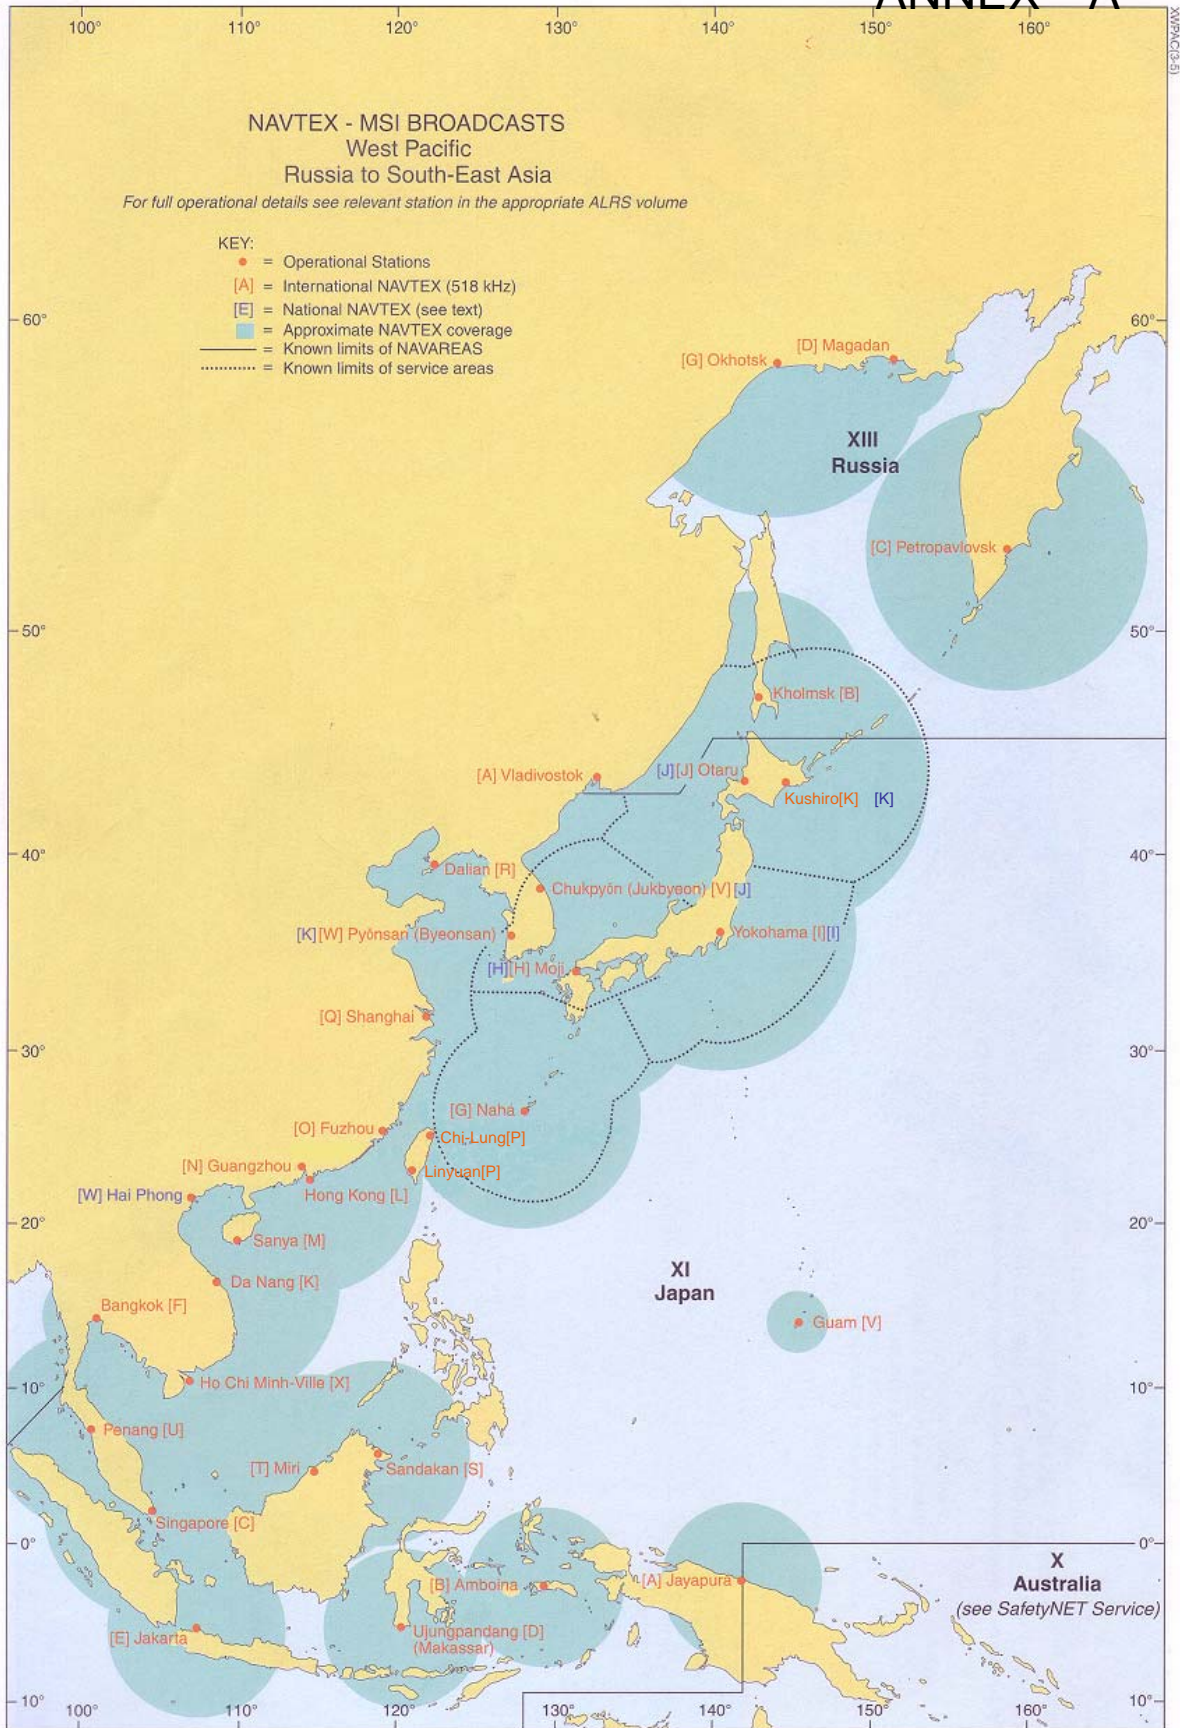 ANNEX - A
XWPAC(3-5)
100° 110° 120° 130° 140° 150° 160°
NAVTEX - MSI BROADCASTS
West Pacific
Russia to South-East Asia
For full operational details see relevant station in the appropriate ALRS volume
KEY:
= Operational Stations
[A] = International NAVTEX (518 kHz)
[E] = National NAVTEX (see text)
= Approximate NAVTEX coverage
= Known limits of NAVAREAS
= Known limits of service areas
60° 60°
[D] Magadan
[G] Okhotsk
XIII
Russia
[C] Petropavlovsk
50° 50°
Kholmsk [B]
[J][J] Otaru
[A] Vladivostok
Kushiro[K] [K]
40° 40°
Dalian [R]
Chukpyŏn (Jukbyeon) [V][J]
[K][W] Pyŏnsan (Byeonsan)
Yokohama [I][I]
[H][H] Moji
[Q] Shanghai
30° 30°
[G] Naha
[O] Fuzhou
Chi-Lung[P]
[N] Guangzhou
Linyuan[P]
[W] Hai Phong
Hong Kong [L]
20° 20°
Sanya [M]
XI
Japan
Da Nang [K]
Bangkok [F]
Guam [V]
Ho Chi Minh-Ville [X]
10° 10°
Penang [U]
[T] Miri
Sandakan [S]
Singapore [C]
0° 0°
X
Australia
(see SafetyNET Service)
[B] Amboina
[A] Jayapura
[E] Jakarta
Ujungpandang [D]
(Makassar)
10° 10°
100° 110° 120° 130° 140° 150° 160°